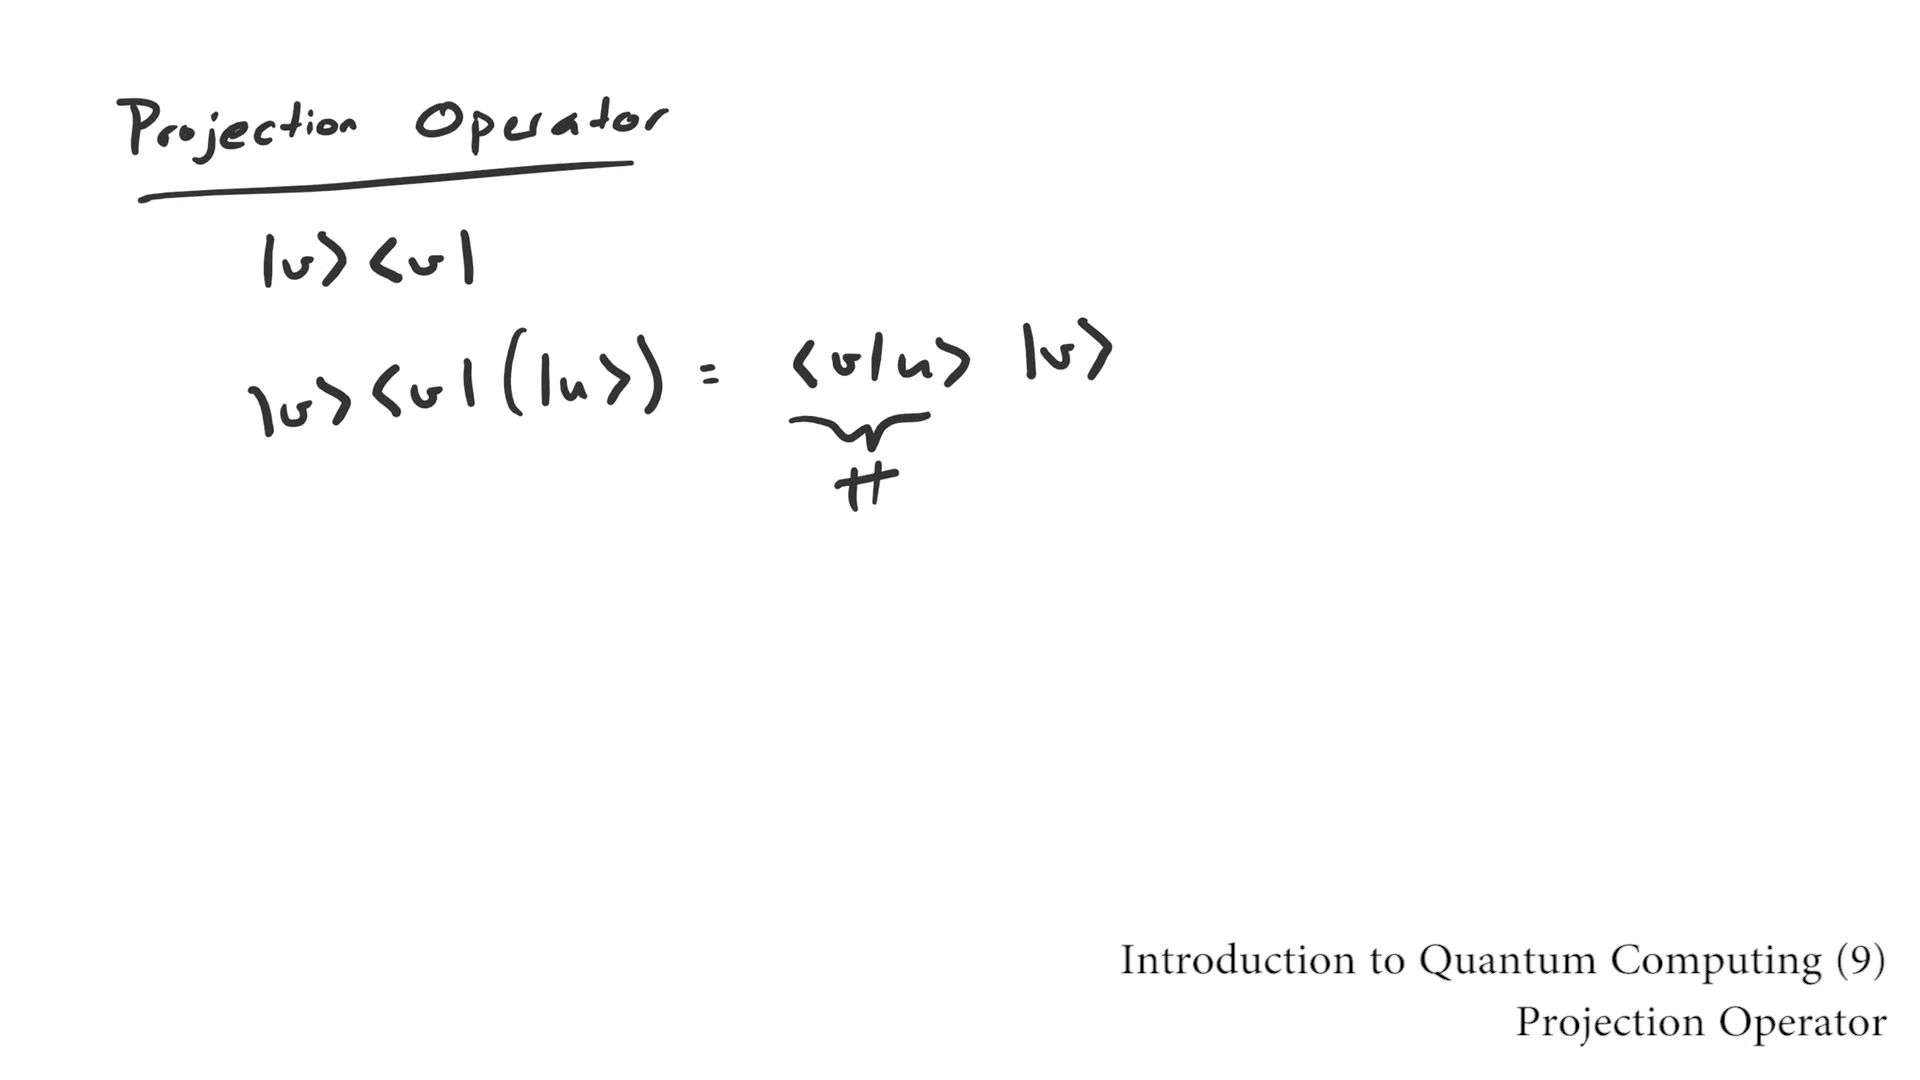 Projection Operator
|v><v|
|v><v|(|u>) = <v|u> |v>
#
Introduction to Quantum Computing (9)
Projection Operator